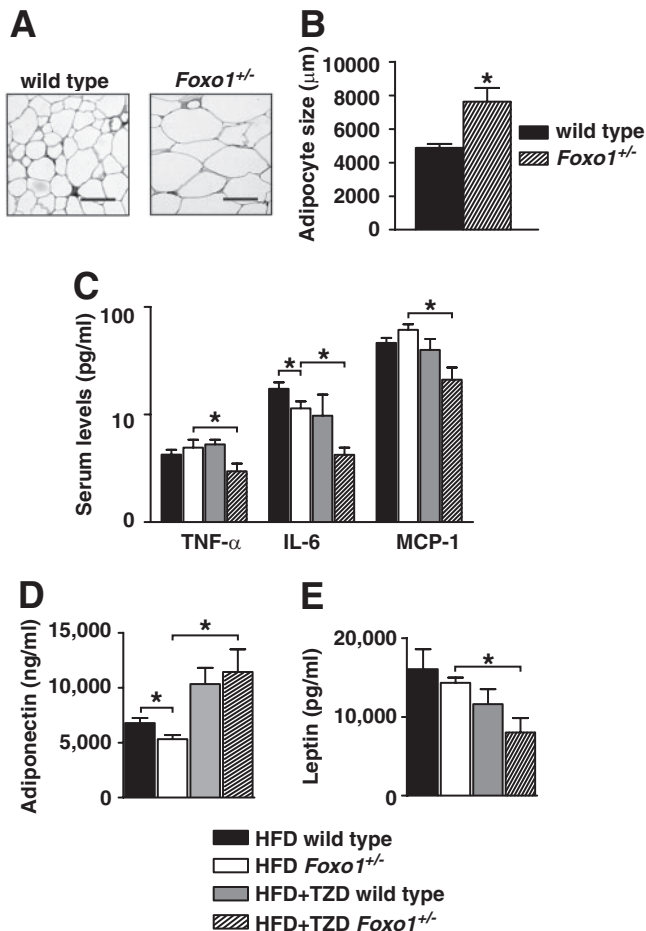 A
wild type
Foxo1+/-
B
Adipocyte size (μm)
10000
8000
6000
4000
2000
0
*
wild type
Foxo1+/-
C
Serum levels (pg/ml)
100
10
0
*
*
*
*
TNF-α
IL-6
MCP-1
D
Adiponectin (ng/ml)
15,000
10,000
5,000
0
*
*
E
Leptin (pg/ml)
20,000
10,000
0
*
HFD wild type
HFD Foxo1+/-
HFD+TZD wild type
HFD+TZD Foxo1+/-